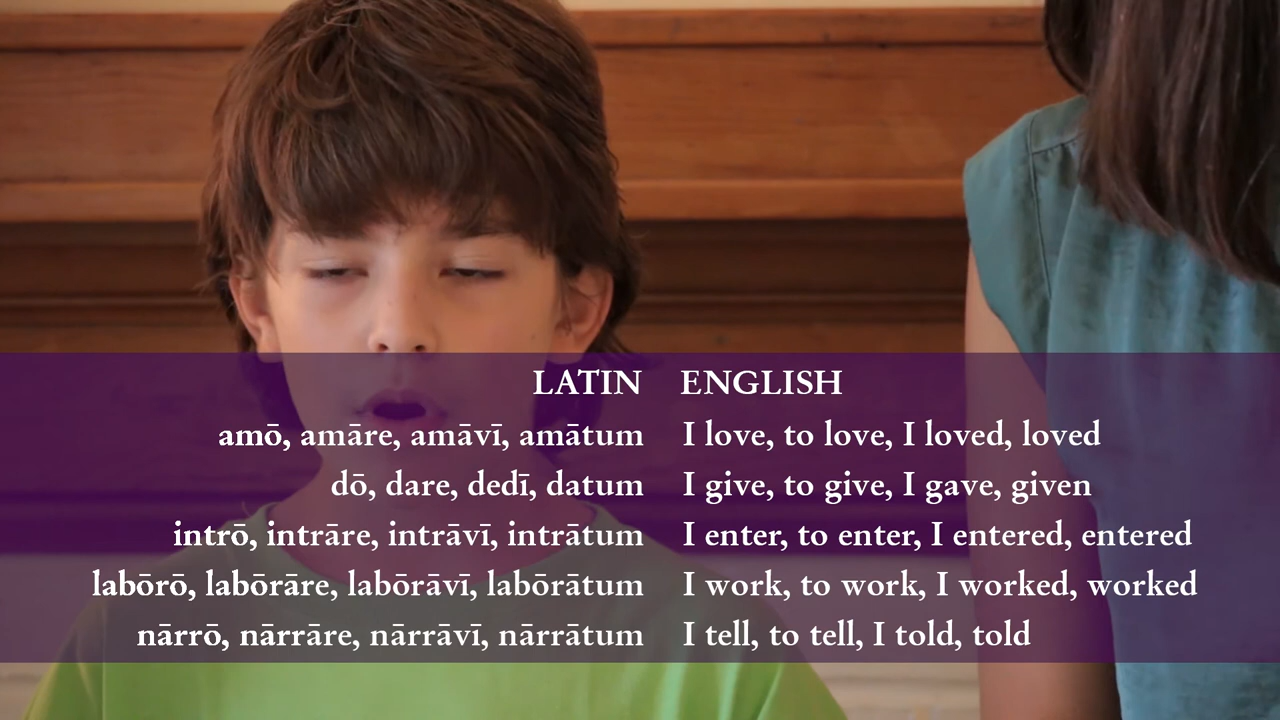 LATIN ENGLISH
amō, amāre, amāvī, amātum I love, to love, I loved, loved
dō, dare, dedī, datum I give, to give, I gave, given
intrō, intrāre, intrāvī, intrātum I enter, to enter, I entered, entered
labōrō, labōrāre, labōrāvī, labōrātum I work, to work, I worked, worked
nārrō, nārrāre, nārrāvī, nārrātum I tell, to tell, I told, told